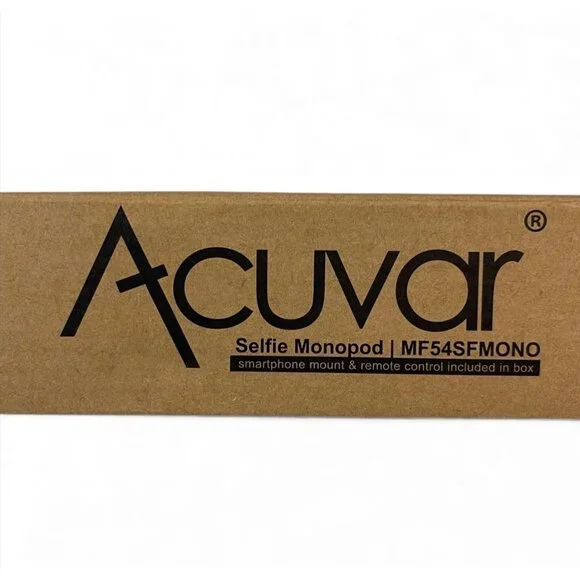 Acuvar®
Selfie Monopod | MF54SFMONO
smartphone mount & remote control included in box